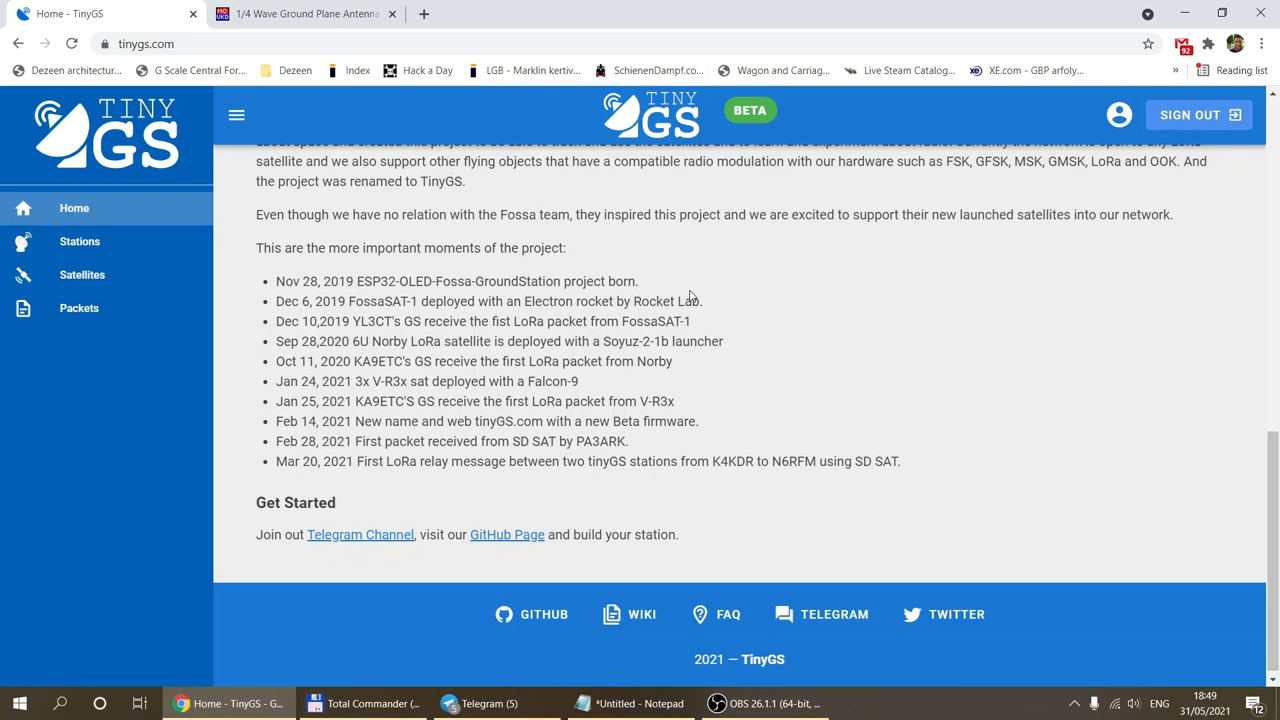 Home - TinyGS
1/4 Wave Ground Plane Antenna
tinygs.com
92
Dezeen architectur...
G Scale Central For...
Dezeen
Index
Hack a Day
LGB - Marklin kertiv...
SchienenDampf.co...
Wagon and Carriag...
Live Steam Catalog...
XE.com - GBP arfoly...
»
Reading list
TINY GS
TINY GS
BETA
SIGN OUT
Home
Stations
Satellites
Packets
satellite and we also support other flying objects that have a compatible radio modulation with our hardware such as FSK, GFSK, MSK, GMSK, LoRa and OOK. And
the project was renamed to TinyGS.
Even though we have no relation with the Fossa team, they inspired this project and we are excited to support their new launched satellites into our network.
This are the more important moments of the project:
• Nov 28, 2019 ESP32-OLED-Fossa-GroundStation project born.
• Dec 6, 2019 FossaSAT-1 deployed with an Electron rocket by Rocket Lab.
• Dec 10,2019 YL3CT's GS receive the fist LoRa packet from FossaSAT-1
• Sep 28,2020 6U Norby LoRa satellite is deployed with a Soyuz-2-1b launcher
• Oct 11, 2020 KA9ETC's GS receive the first LoRa packet from Norby
• Jan 24, 2021 3x V-R3x sat deployed with a Falcon-9
• Jan 25, 2021 KA9ETC'S GS receive the first LoRa packet from V-R3x
• Feb 14, 2021 New name and web tinyGS.com with a new Beta firmware.
• Feb 28, 2021 First packet received from SD SAT by PA3ARK.
• Mar 20, 2021 First LoRa relay message between two tinyGS stations from K4KDR to N6RFM using SD SAT.
Get Started
Join out Telegram Channel, visit our GitHub Page and build your station.
GITHUB
WIKI
FAQ
TELEGRAM
TWITTER
2021 — TinyGS
Home - TinyGS - G...
Total Commander (...
Telegram (5)
*Untitled - Notepad
OBS 26.1.1 (64-bit, ...
18:49
31/05/2021
12